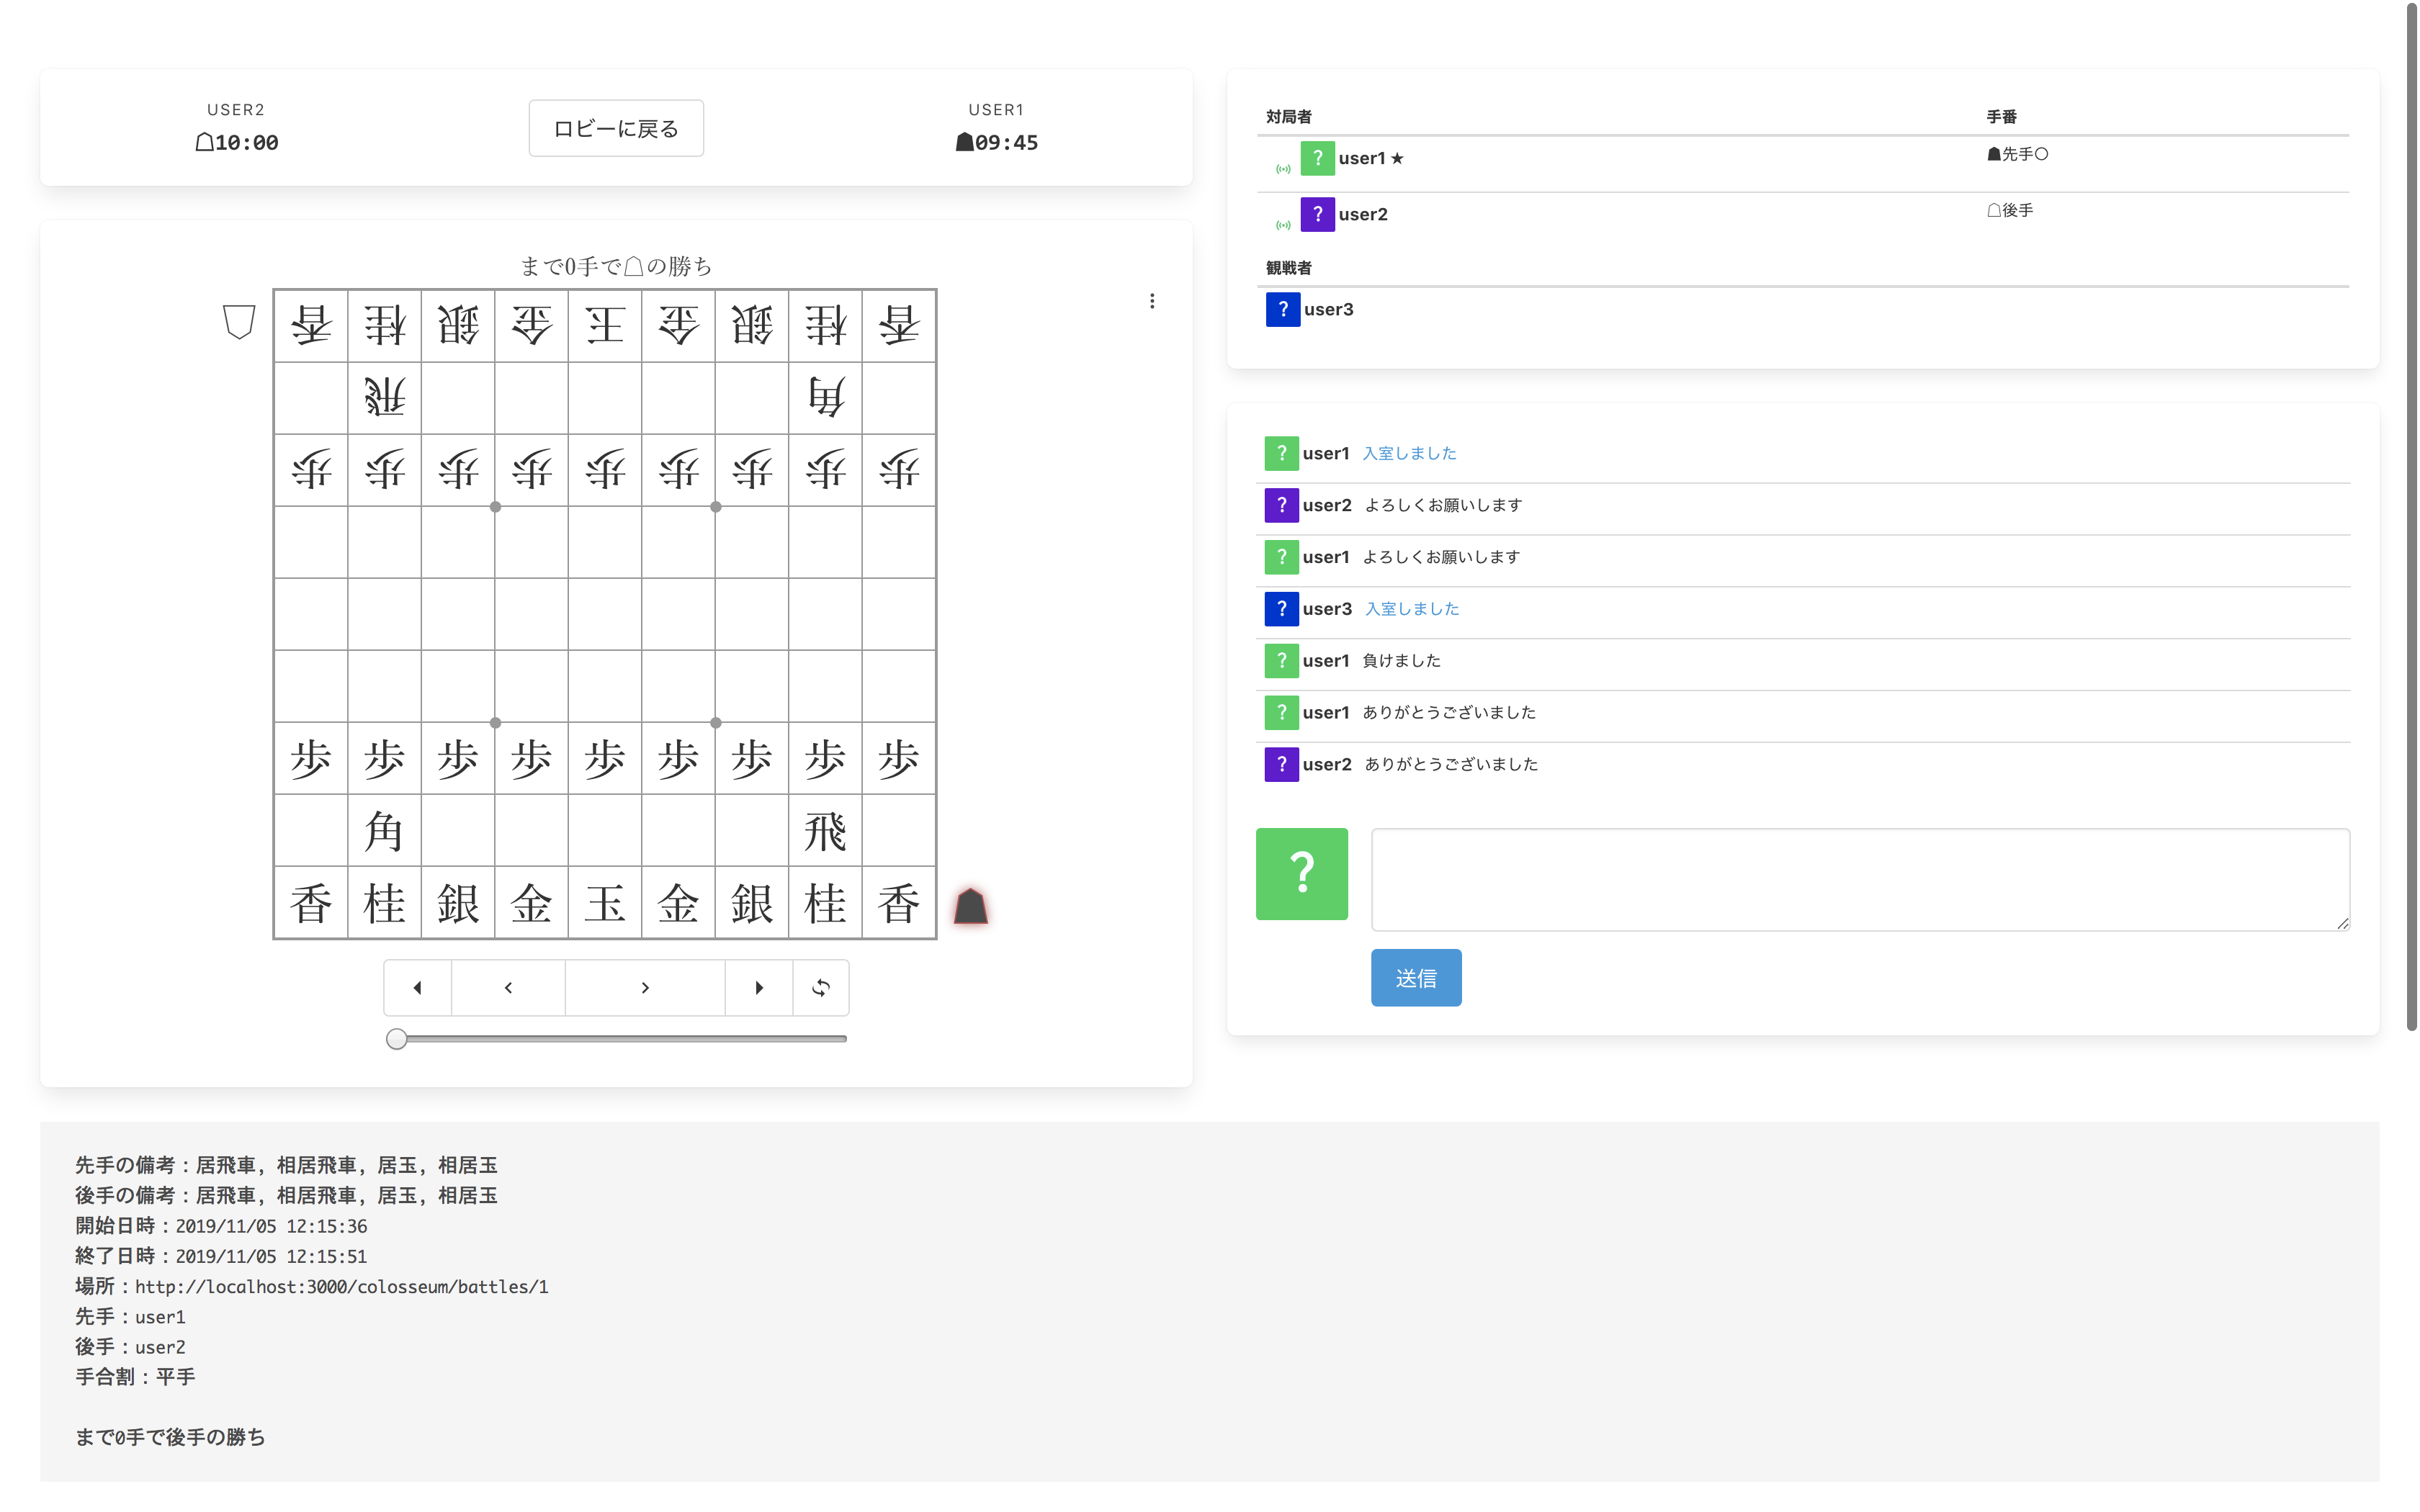 USER2
☖10:00
ロビーに戻る
USER1
☗09:45
まで0手で☖の勝ち
香桂銀金王金銀桂香
飛角
歩歩歩歩歩歩歩歩歩
歩歩歩歩歩歩歩歩歩
角飛
香桂銀金玉金銀桂香
対局者 手番
? user1 ★ ☗先手〇
? user2 ☖後手
観戦者
? user3
? user1 入室しました
? user2 よろしくお願いします
? user1 よろしくお願いします
? user3 入室しました
? user1 負けました
? user1 ありがとうございました
? user2 ありがとうございました
?
送信
先手の備考：居飛車, 相居飛車, 居玉, 相居玉
後手の備考：居飛車, 相居飛車, 居玉, 相居玉
開始日時：2019/11/05 12:15:36
終了日時：2019/11/05 12:15:51
場所：http://localhost:3000/colosseum/battles/1
先手：user1
後手：user2
手合割：平手
まで0手で後手の勝ち